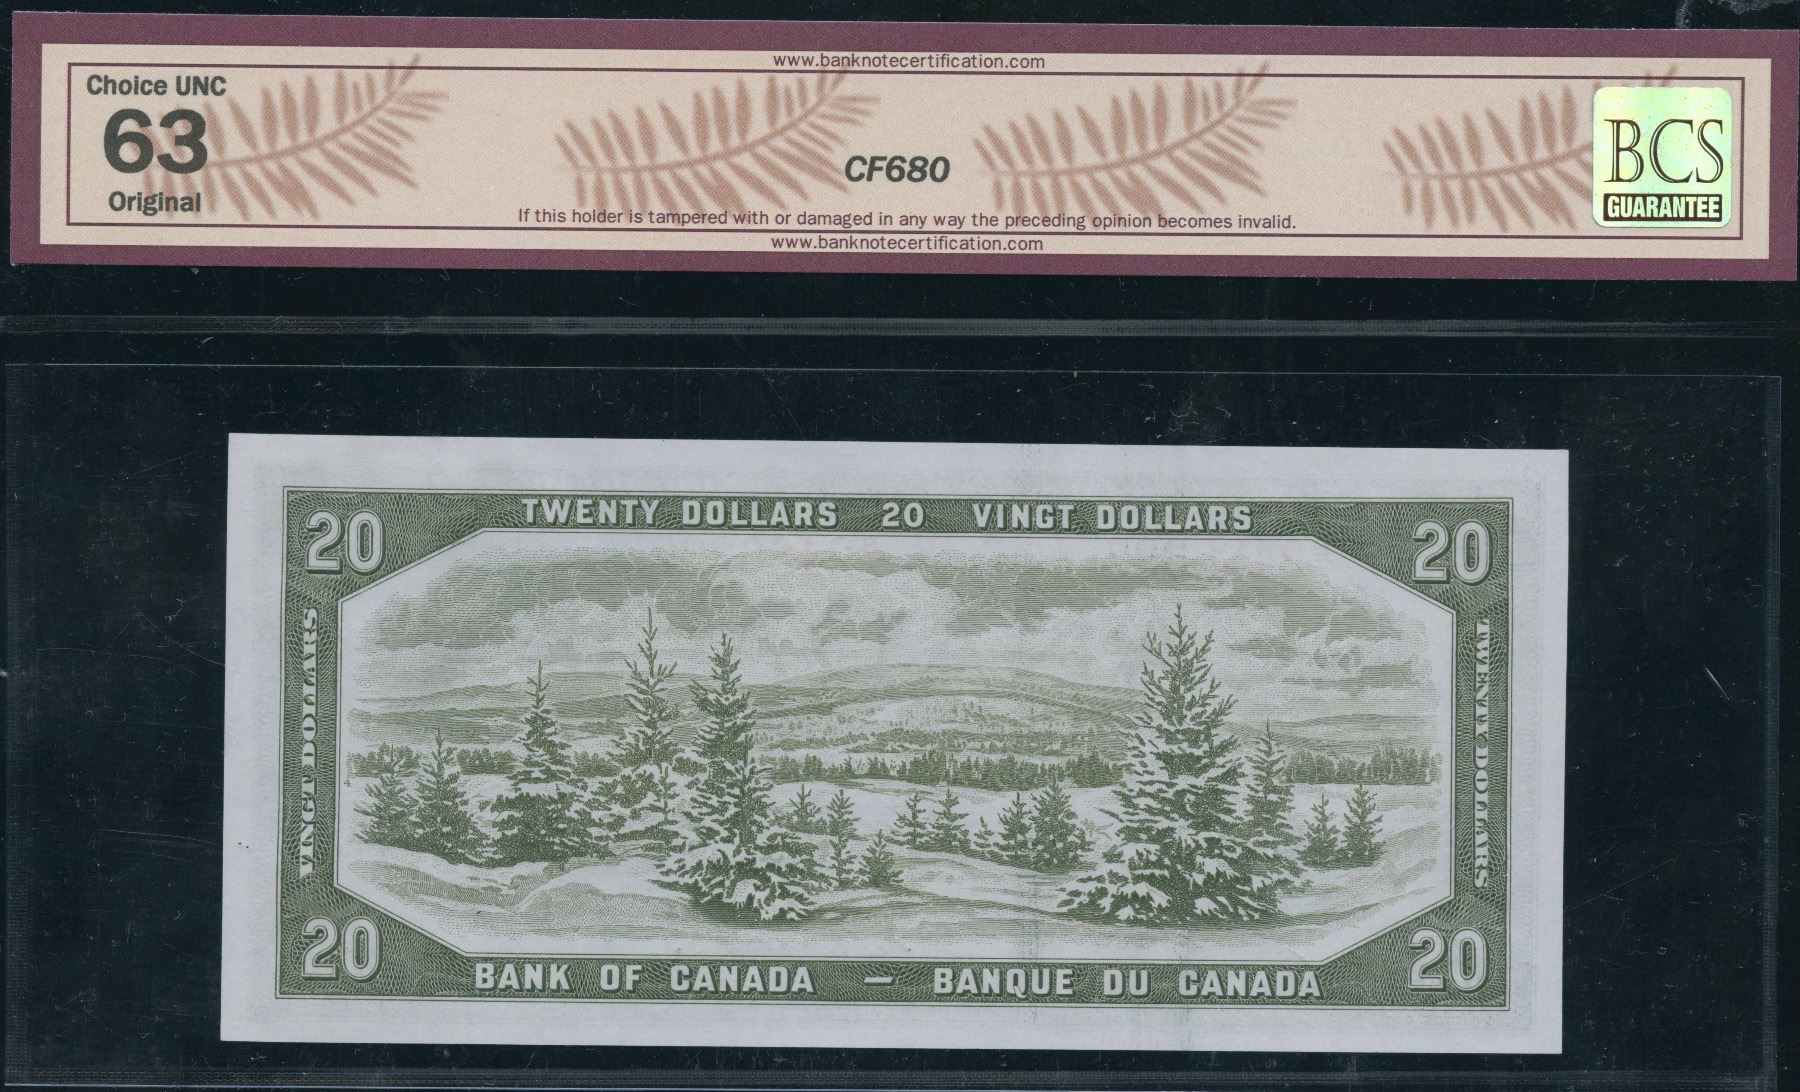 www.banknotecertification.com
Choice UNC
63
Original
CF680
BCS
GUARANTEE
If this holder is tampered with or damaged in any way the preceding opinion becomes invalid.
www.banknotecertification.com
20 TWENTY DOLLARS 20 VINGT DOLLARS 20
VINGT DOLLARS
TWENTY DOLLARS
4
20 BANK OF CANADA — BANQUE DU CANADA 20